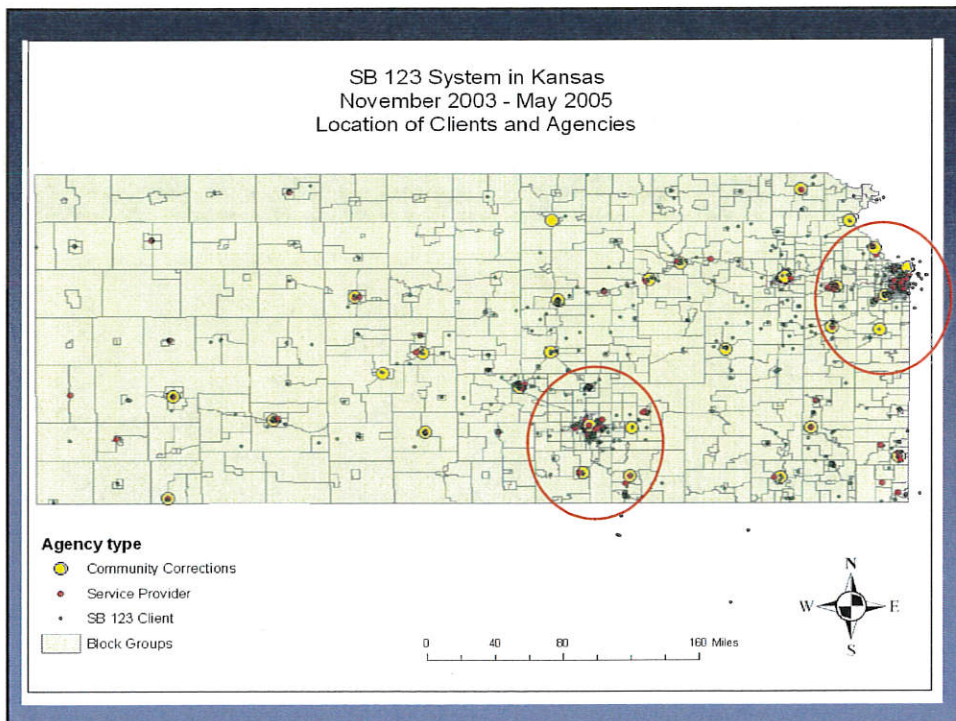 SB 123 System in Kansas
November 2003 - May 2005
Location of Clients and Agencies
Agency type
Community Corrections
Service Provider
SB 123 Client
Block Groups
0 40 80 160 Miles
N
W E
S